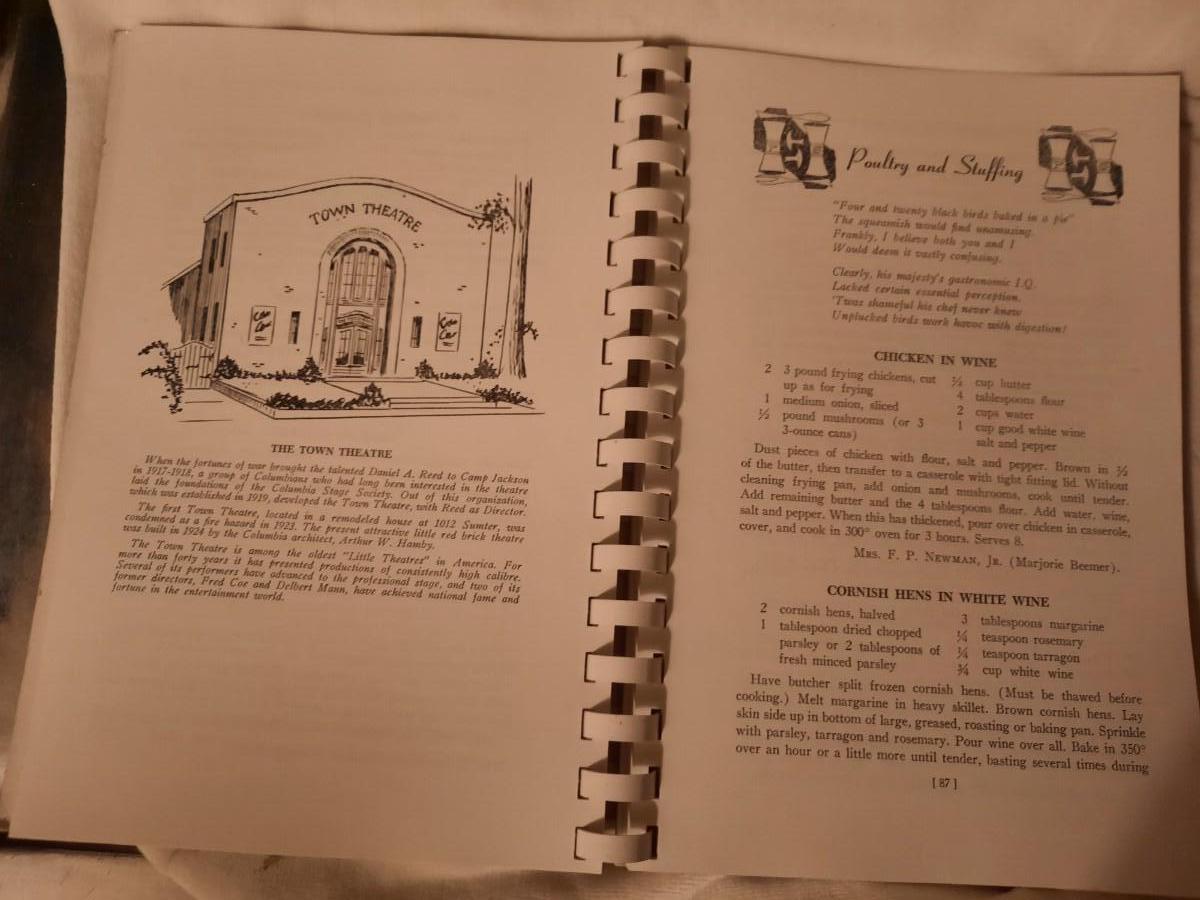 TOWN THEATRE
THE TOWN THEATRE
When the fortunes of war brought the talented Daniel A. Reed to Camp Jackson
in 1917-1918, a group of Columbians who had long been interested in the theatre
laid the foundations of the Columbia Stage Society. Out of this organization,
which was established in 1919, developed the Town Theatre, with Reed as Director.
The first Town Theatre, located in a remodeled house at 1012 Sumter, was
condemned as a fire hazard in 1923. The present attractive little red brick theatre
was built in 1924 by the Columbia architect, Arthur W. Hamby.
The Town Theatre is among the oldest "Little Theatres" in America. For
more than forty years it has presented productions of consistently high calibre.
Several of its performers have advanced to the professional stage, and two of its
former directors, Fred Coe and Delbert Mann, have achieved national fame and
fortune in the entertainment world.
Poultry and Stuffing
"Four and twenty black birds baked in a pie"
The squeamish would find unamusing.
Frankly, I believe both you and I
Would deem it vastly confusing.
Clearly, his majesty's gastronomic I.Q.
Lacked certain essential perception.
'Twas shameful his chef never knew
Unplucked birds work havoc with digestion!
CHICKEN IN WINE
2 3 pound frying chickens, cut
up as for frying
1 medium onion, sliced
½ pound mushrooms (or 3
3-ounce cans)
cup butter
4 tablespoons flour
2 cups water
1 cup good white wine
salt and pepper
Dust pieces of chicken with flour, salt and pepper. Brown in
of the butter, then transfer to a casserole with tight fitting lid. Without
cleaning frying pan, add onion and mushrooms, cook until tender.
Add remaining butter and the 4 tablespoons flour. Add water, wine,
salt and pepper. When this has thickened, pour over chicken in casserole,
cover, and cook in 300° oven for 3 hours. Serves 8.
MRS. F. P. NEWMAN, JR. (Marjorie Beemer).
CORNISH HENS IN WHITE WINE
2 cornish hens, halved
1 tablespoon dried chopped
parsley or 2 tablespoons of
fresh minced parsley
3 tablespoons margarine
¼ teaspoon rosemary
¼ teaspoon tarragon
¾ cup white wine
Have butcher split frozen cornish hens. (Must be thawed before
cooking.) Melt margarine in heavy skillet. Brown cornish hens. Lay
skin side up in bottom of large, greased, roasting or baking pan. Sprinkle
with parsley, tarragon and rosemary. Pour wine over all. Bake in 350°
over an hour or a little more until tender, basting several times during
[ 87 ]